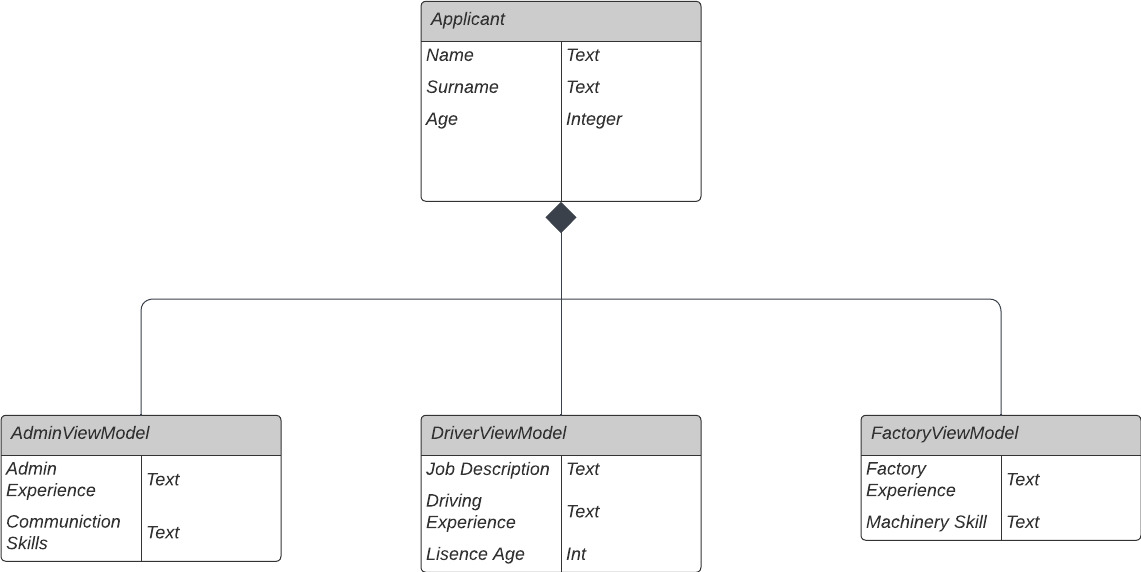 Applicant
Name Text
Surname Text
Age Integer
AdminViewModel
Admin
Experience
Text
Communiction
Skills
Text
DriverViewModel
Job Description Text
Driving
Experience
Text
Lisence Age Int
FactoryViewModel
Factory
Experience
Text
Machinery Skill Text